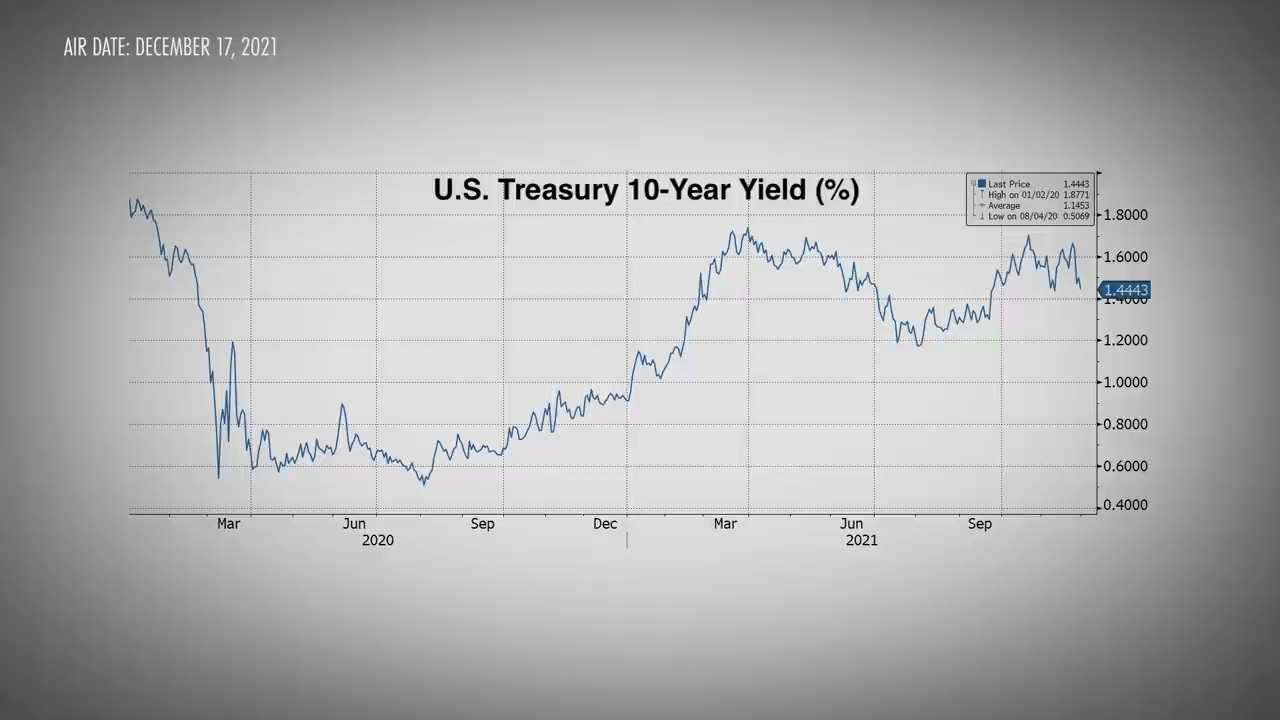 AIR DATE: DECEMBER 17, 2021
U.S. Treasury 10-Year Yield (%)
Last Price 1.4443
High on 01/02/20 1.8771
Average 1.1453
Low on 08/04/20 0.5069
1.8000
1.6000
1.4443
1.4000
1.2000
1.0000
0.8000
0.6000
0.4000
Mar Jun Sep Dec Mar Jun Sep
2020 2021